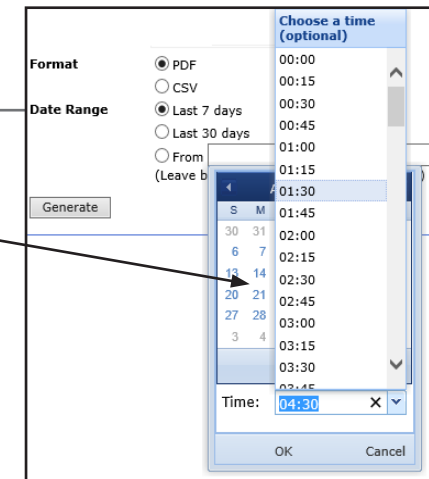 Choose a time
(optional)
Format
PDF
CSV
Date Range
Last 7 days
Last 30 days
From
(Leave b
)
Generate
00:00
00:15
00:30
00:45
01:00
01:15
01:30
01:45
02:00
02:15
02:30
02:45
03:00
03:15
03:30
03:45
A
S M
30 31
6 7
13 14
20 21
27 28
3 4
Time: 04:30
OK Cancel